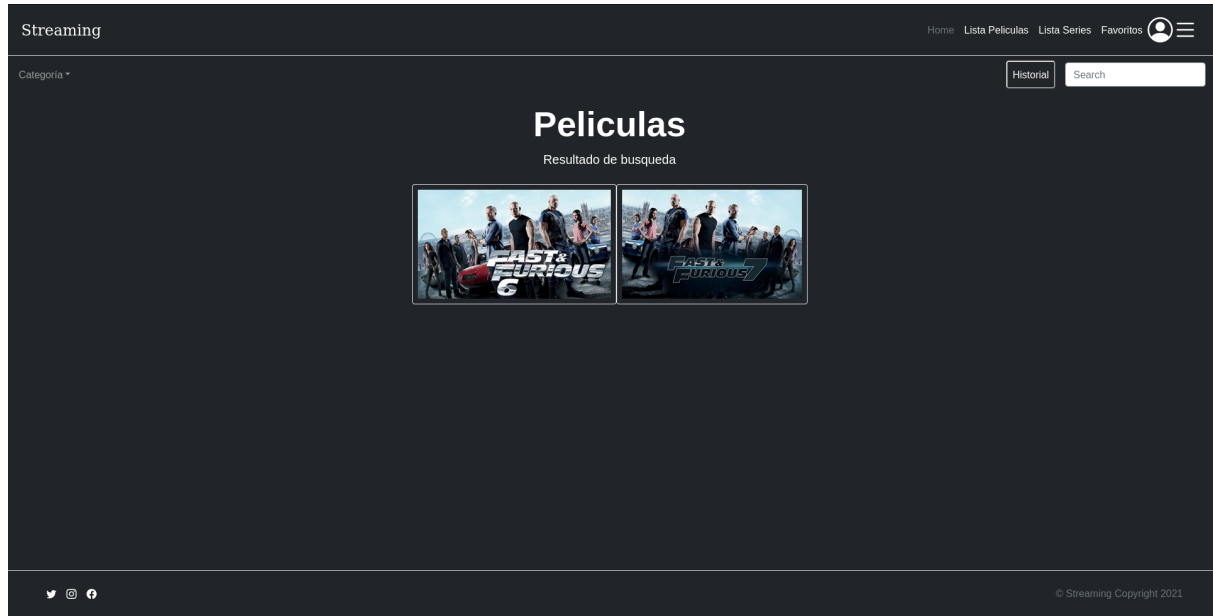 Streaming
Home Lista Peliculas Lista Series Favoritos
Categoría
Historial Search
Peliculas
Resultado de busqueda
FAST & FURIOUS 6
FAST & FURIOUS 7
© Streaming Copyright 2021